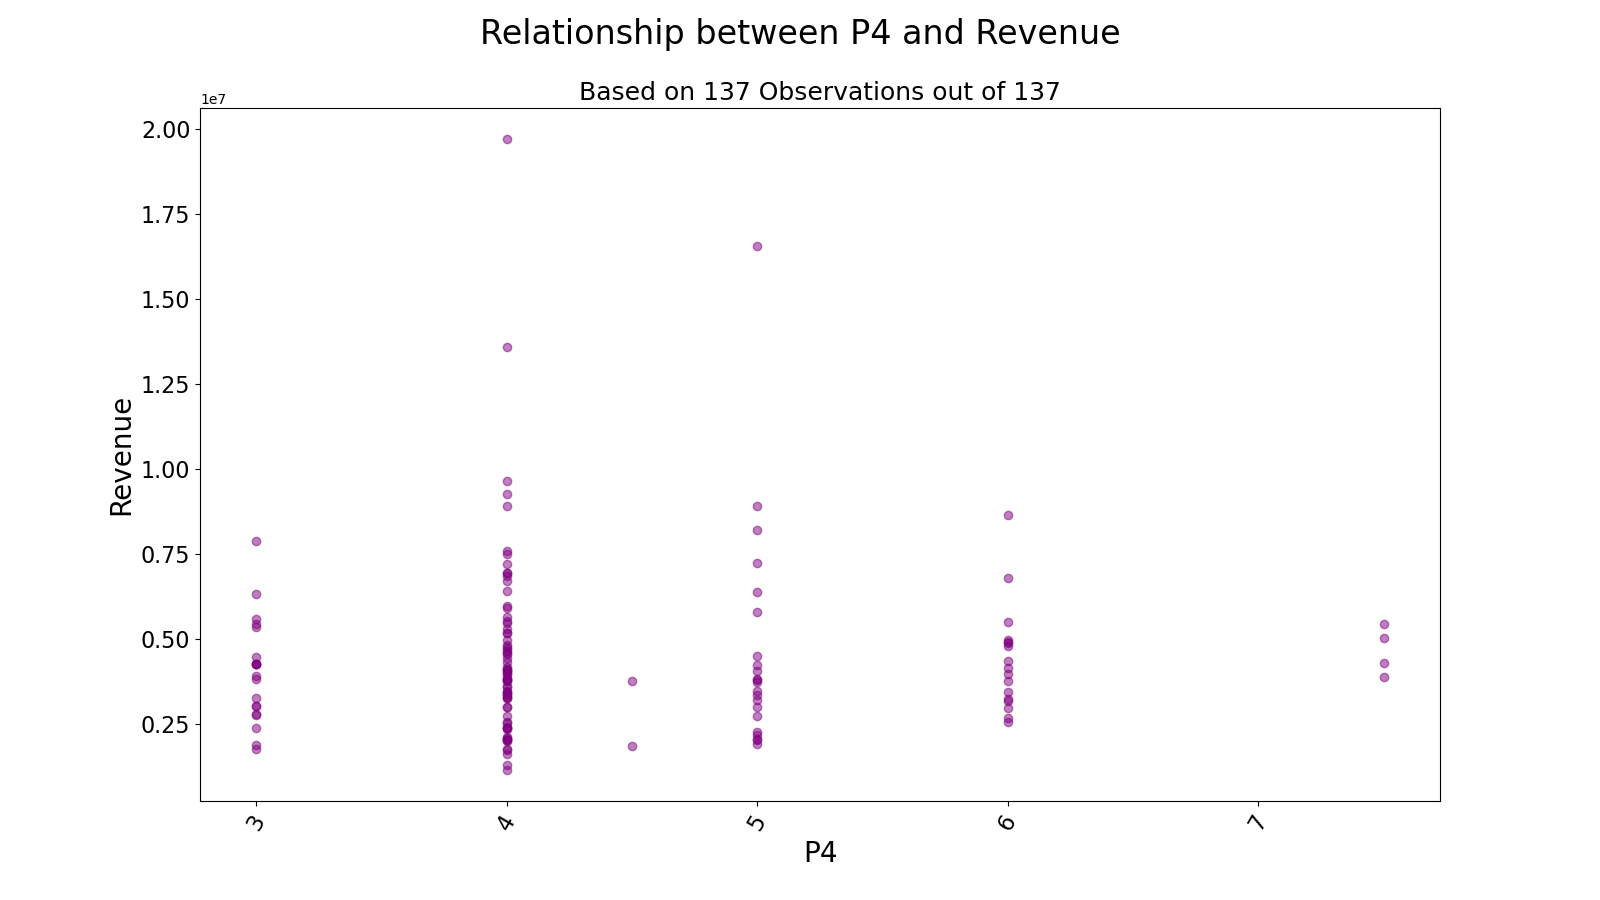 Relationship between P4 and Revenue
Based on 137 Observations out of 137
1e7
2.00
1.75
1.50
1.25
1.00
0.75
0.50
0.25
Revenue
3
4
5
6
7
P4